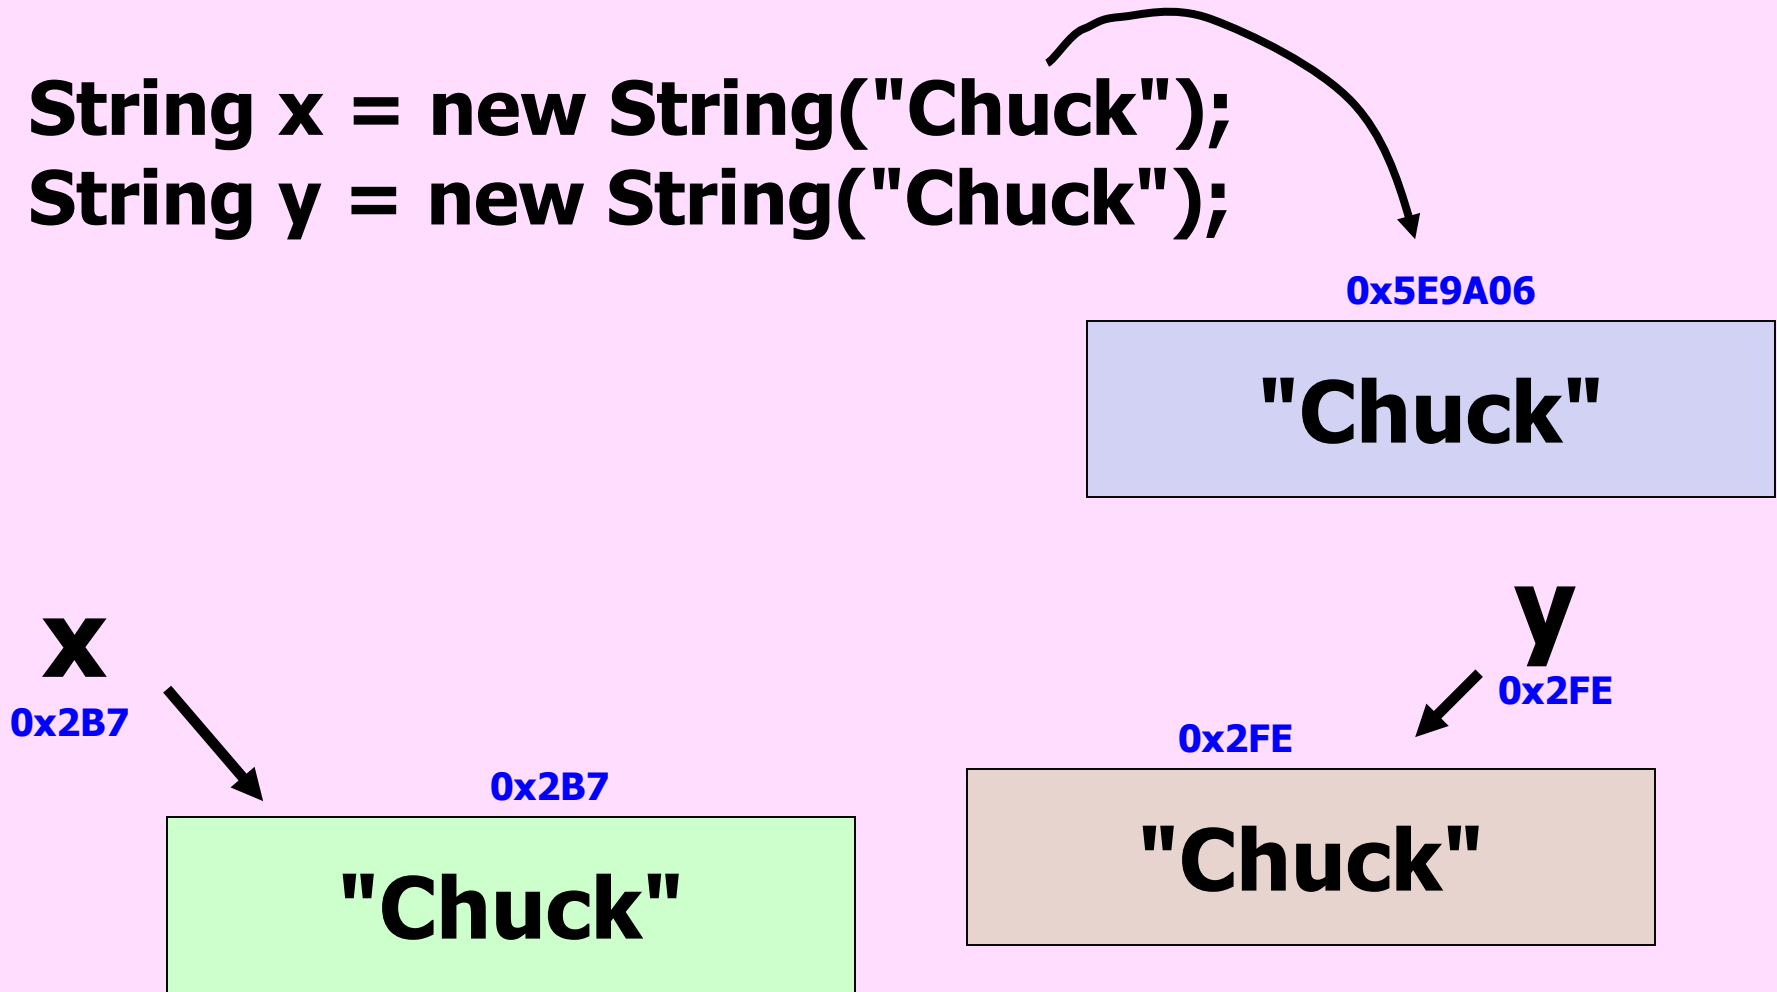 String x = new String("Chuck");
String y = new String("Chuck");
0x5E9A06
"Chuck"
x
0x2B7
0x2B7
"Chuck"
y
0x2FE
0x2FE
"Chuck"